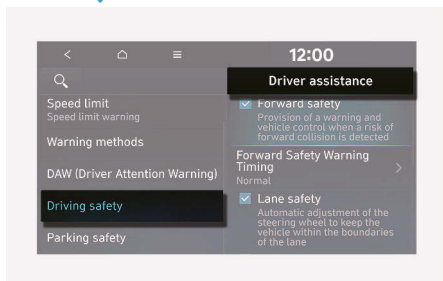 12:00
Driver assistance
Speed limit
Speed limit warning
Warning methods
DAW (Driver Attention Warning)
Driving safety
Parking safety
Forward safety
Provision of a warning and
vehicle control when a risk of
forward collision is detected
Forward Safety Warning
Timing
Normal
Lane safety
Automatic adjustment of the
steering wheel to keep the
vehicle within the boundaries
of the lane